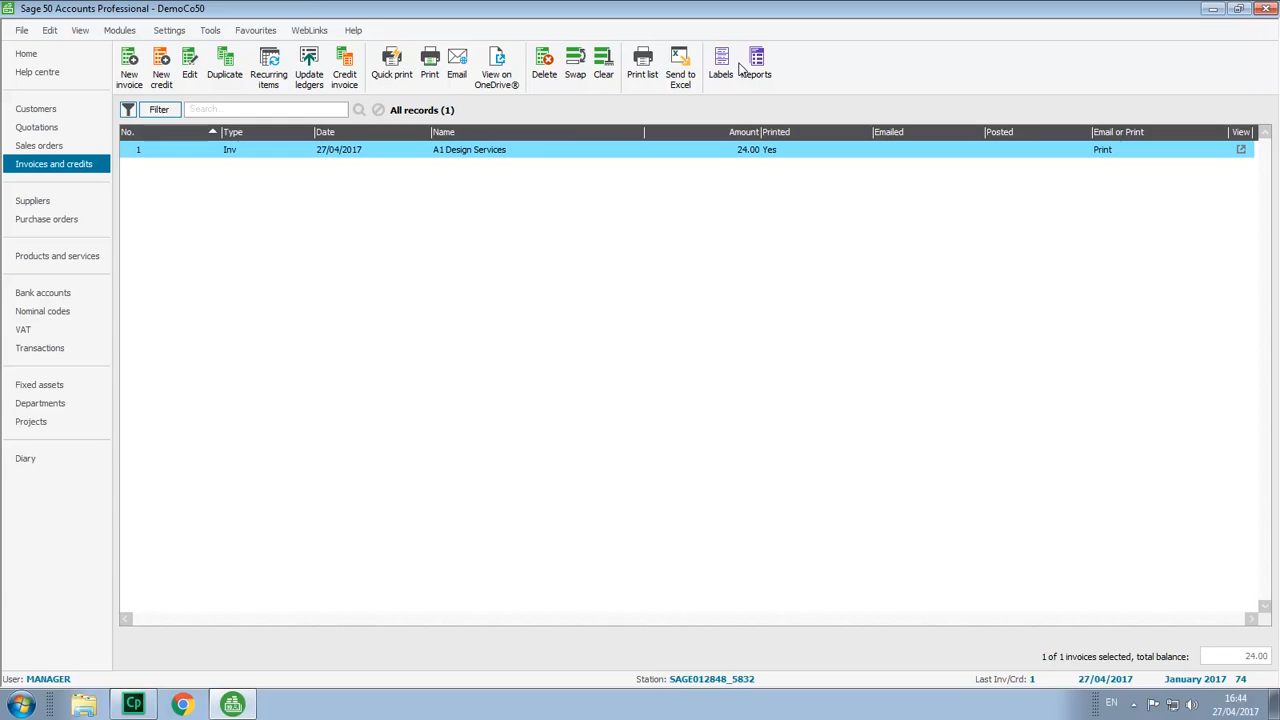 Sage 50 Accounts Professional - DemoCo50
File Edit View Modules Settings Tools Favourites WebLinks Help
Home
Help centre
Customers
Quotations
Sales orders
Invoices and credits
Suppliers
Purchase orders
Products and services
Bank accounts
Nominal codes
VAT
Transactions
Fixed assets
Departments
Projects
Diary
New invoice
New credit
Edit
Duplicate
Recurring items
Update ledgers
Credit invoice
Quick print
Print
Email
View on OneDrive®
Delete
Swap
Clear
Print list
Send to Excel
Labels
Reports
Filter Search... All records (1)
No. Type Date Name Amount Printed Emailed Posted Email or Print View
1 Inv 27/04/2017 A1 Design Services 24.00 Yes Print
1 of 1 invoices selected, total balance: 24.00
User: MANAGER Station: SAGE012848_5832 Last Inv/Crd: 1 27/04/2017 January 2017 74
Cp
EN
16:44
27/04/2017